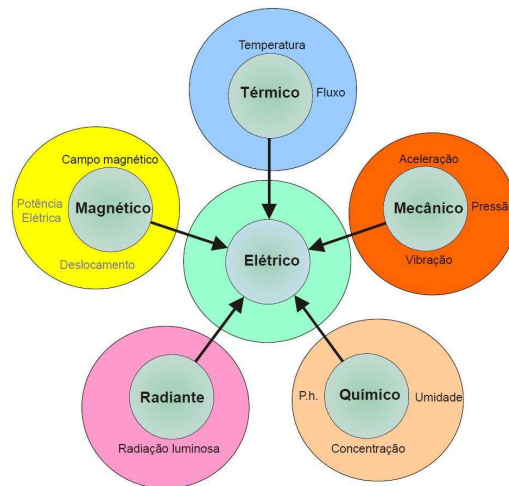 Temperatura
Térmico
Fluxo
Campo magnético
Potência
Elétrica
Magnético
Deslocamento
Aceleração
Mecânico
Pressã
Vibração
Elétrico
Radiante
Radiação luminosa
P.h.
Químico
Umidade
Concentração